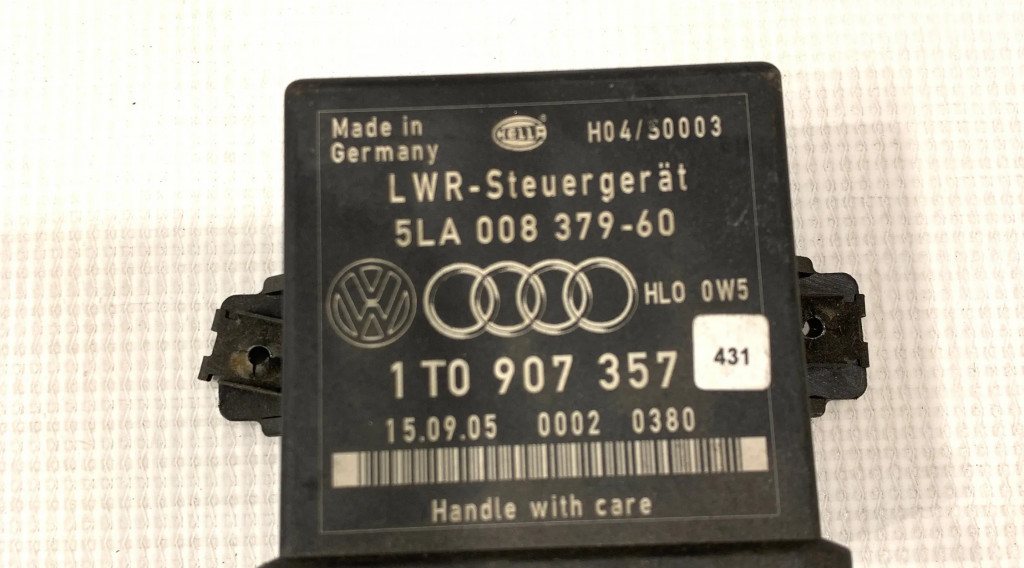 Made in
Germany
HELLA
H04/S0003
LWR-Steuergerät
5LA 008 379-60
HLO 0W5
1T0 907 357
431
15.09.05 0002 0380
Handle with care